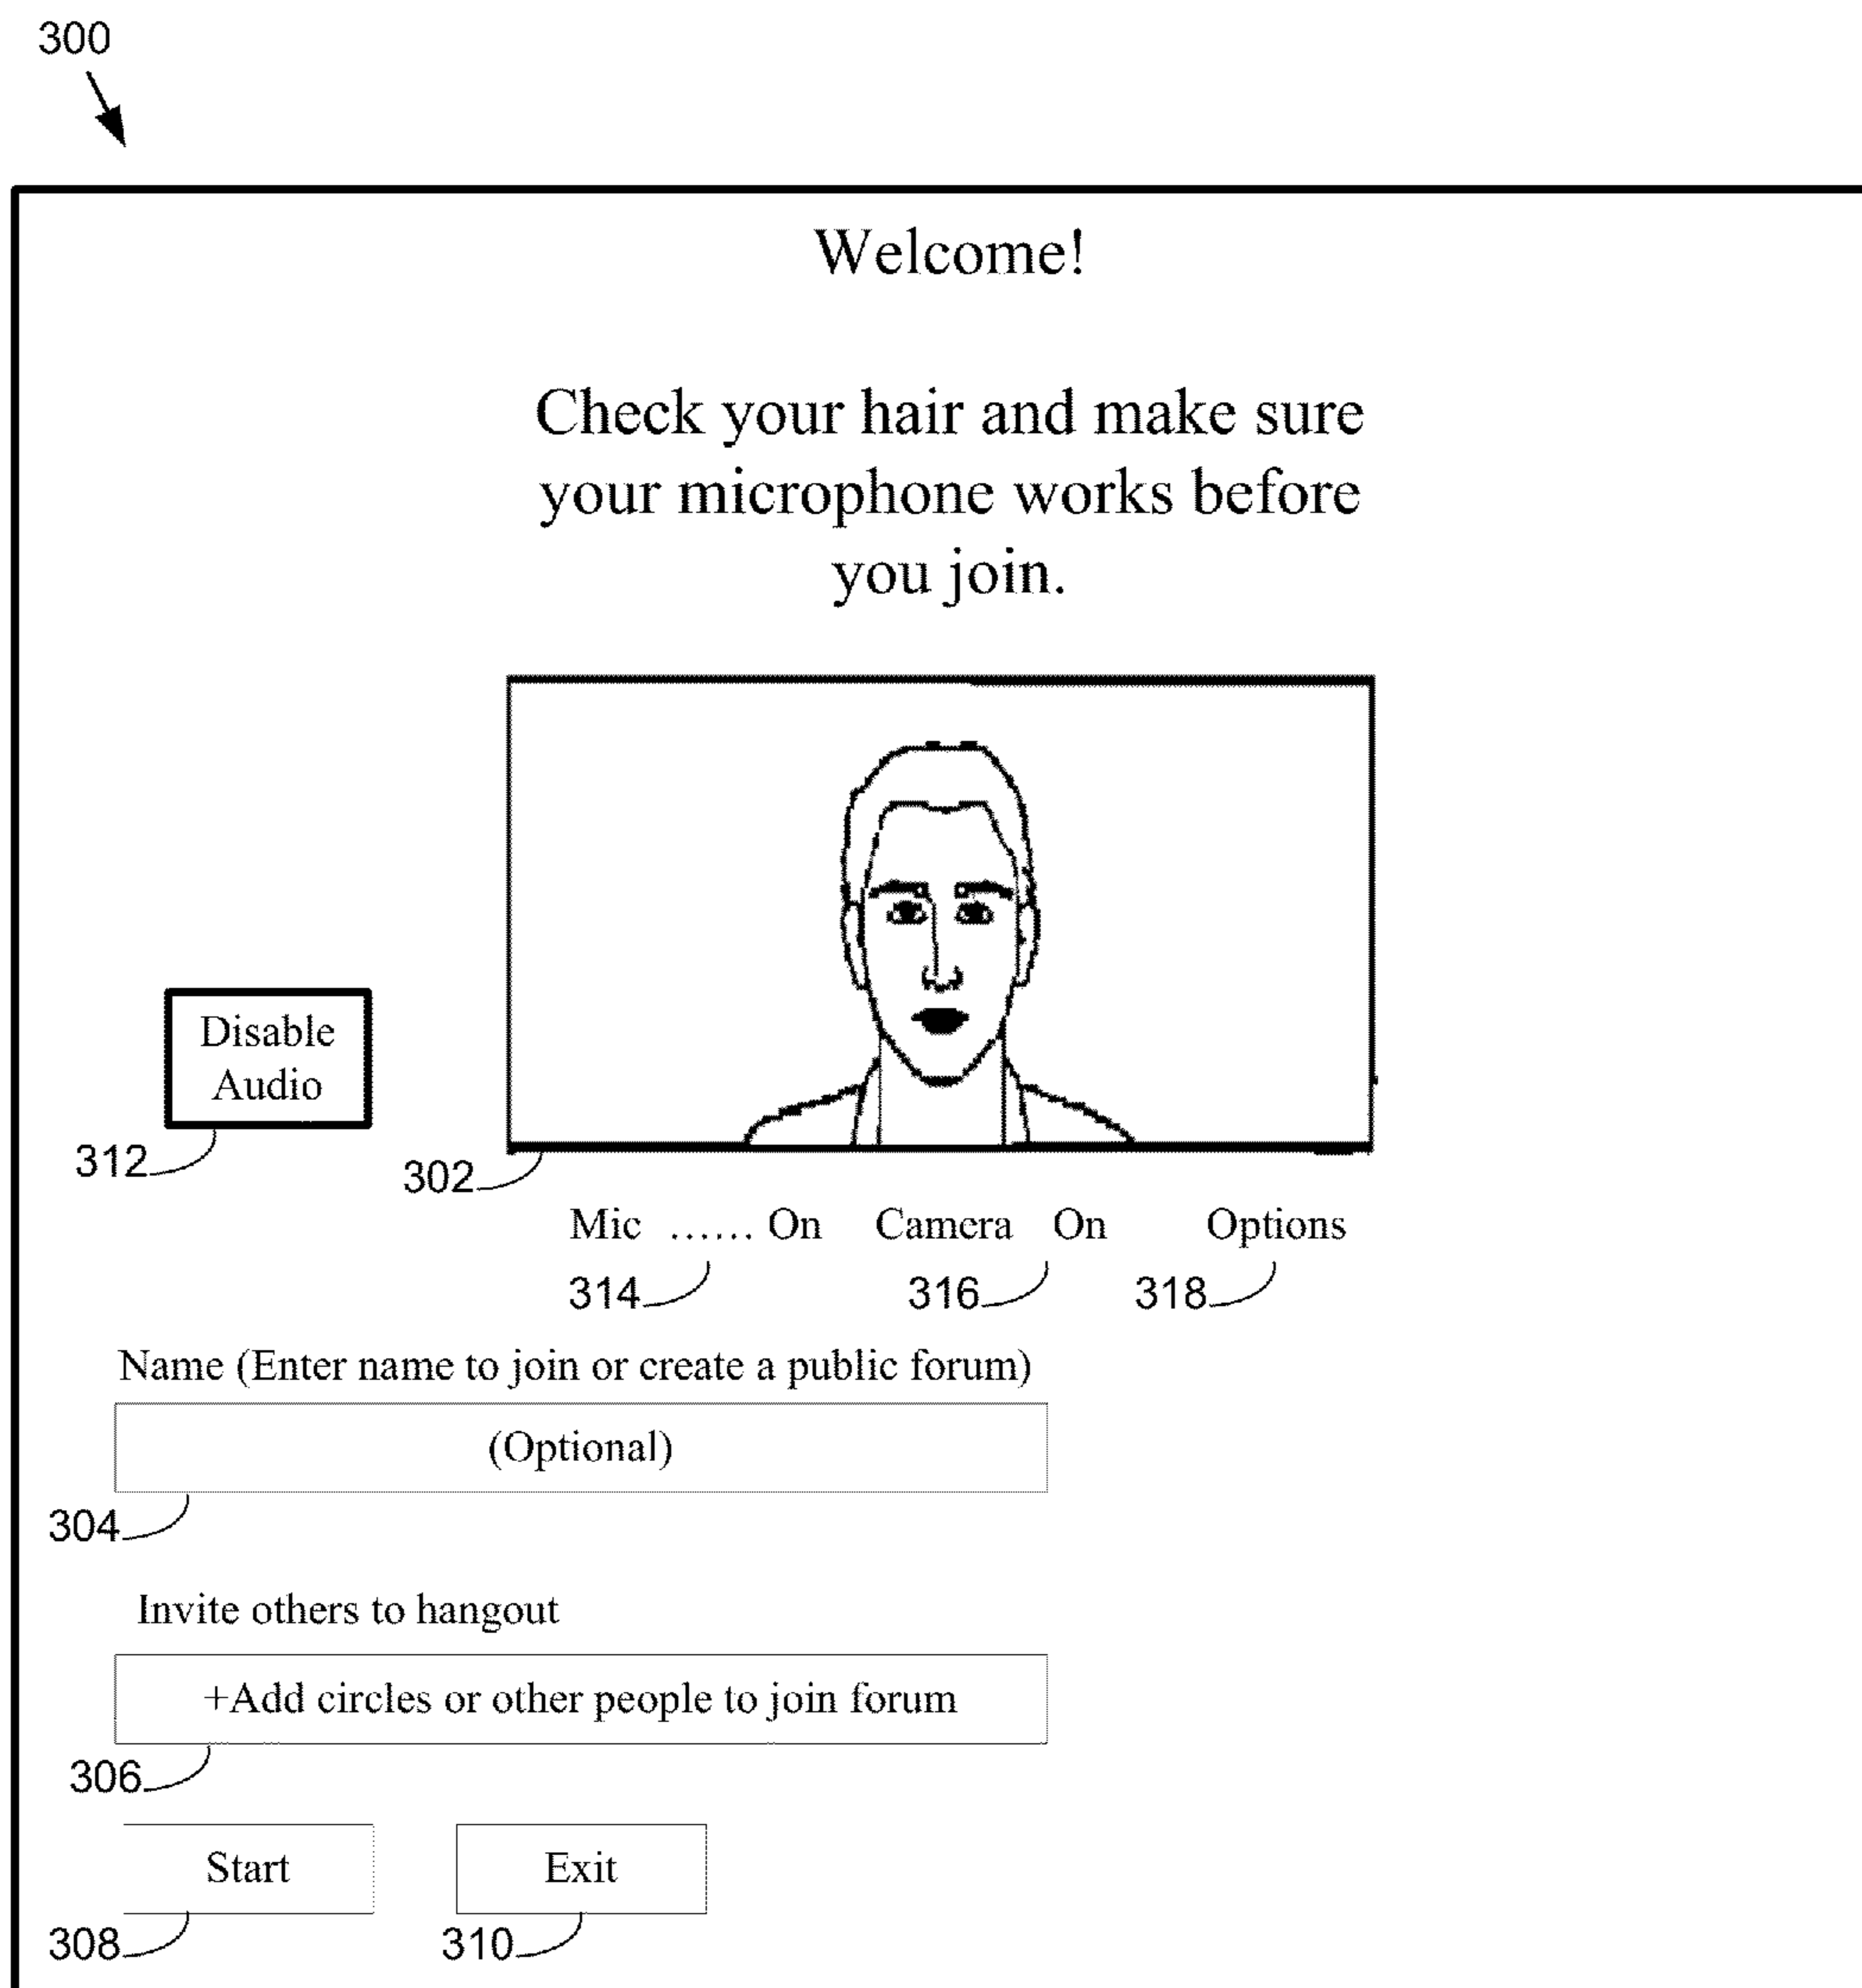 300
Welcome!
Check your hair and make sure
your microphone works before
you join.
Disable
Audio
312
302
Mic ...... On Camera On Options
314 316 318
Name (Enter name to join or create a public forum)
(Optional)
304
Invite others to hangout
+Add circles or other people to join forum
306
Start Exit
308 310